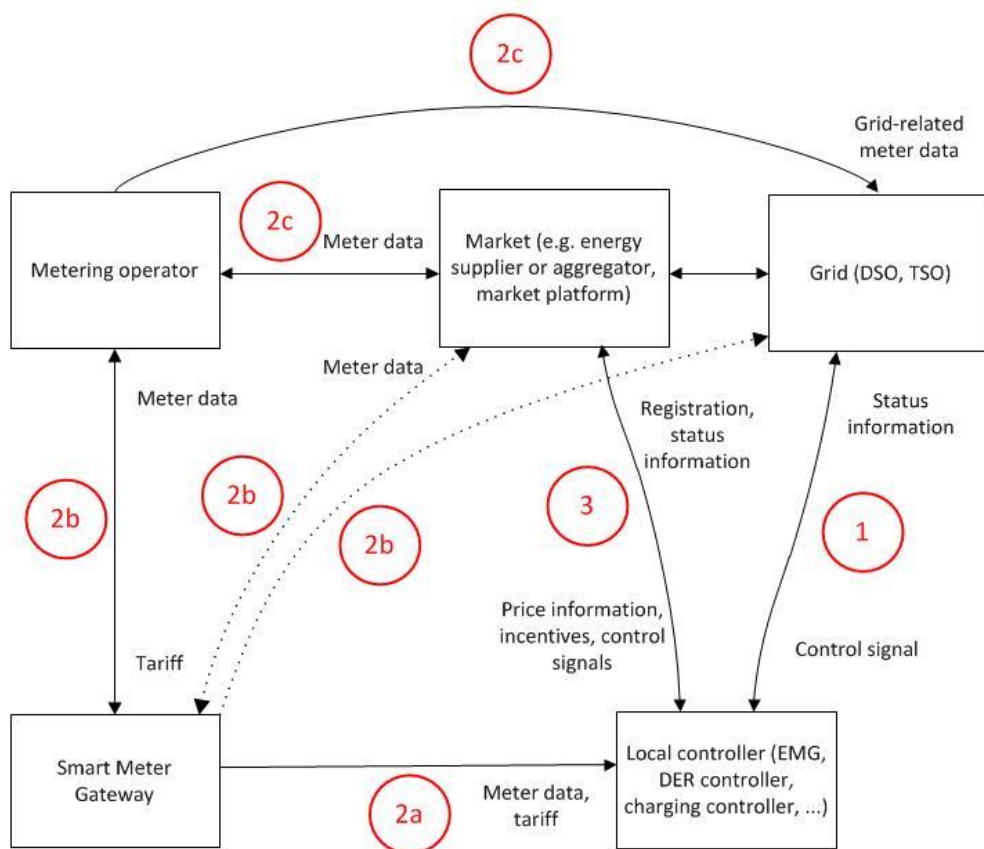 2c
Grid-related
meter data
2c
Metering operator
Meter data
Market (e.g. energy
supplier or aggregator,
market platform)
Grid (DSO, TSO)
Meter data
Meter data
Registration,
status
information
Status
information
2b
2b
2b
3
1
Price information,
incentives, control
signals
Control signal
Tariff
Smart Meter
Gateway
2a
Meter data,
tariff
Local controller (EMG,
DER controller,
charging controller, ...)